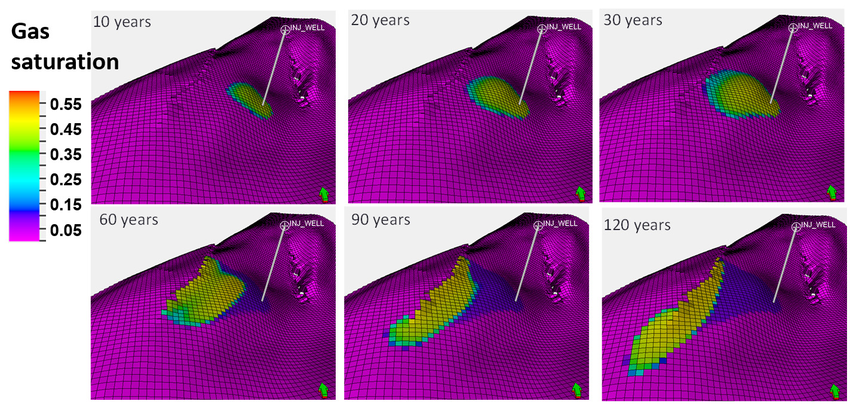 Gas
saturation
0.55
0.45
0.35
0.25
0.15
0.05
10 years
INJ_WELL
20 years
INJ_WELL
30 years
INJ_WELL
60 years
INJ_WELL
90 years
INJ_WELL
120 years
INJ_WELL